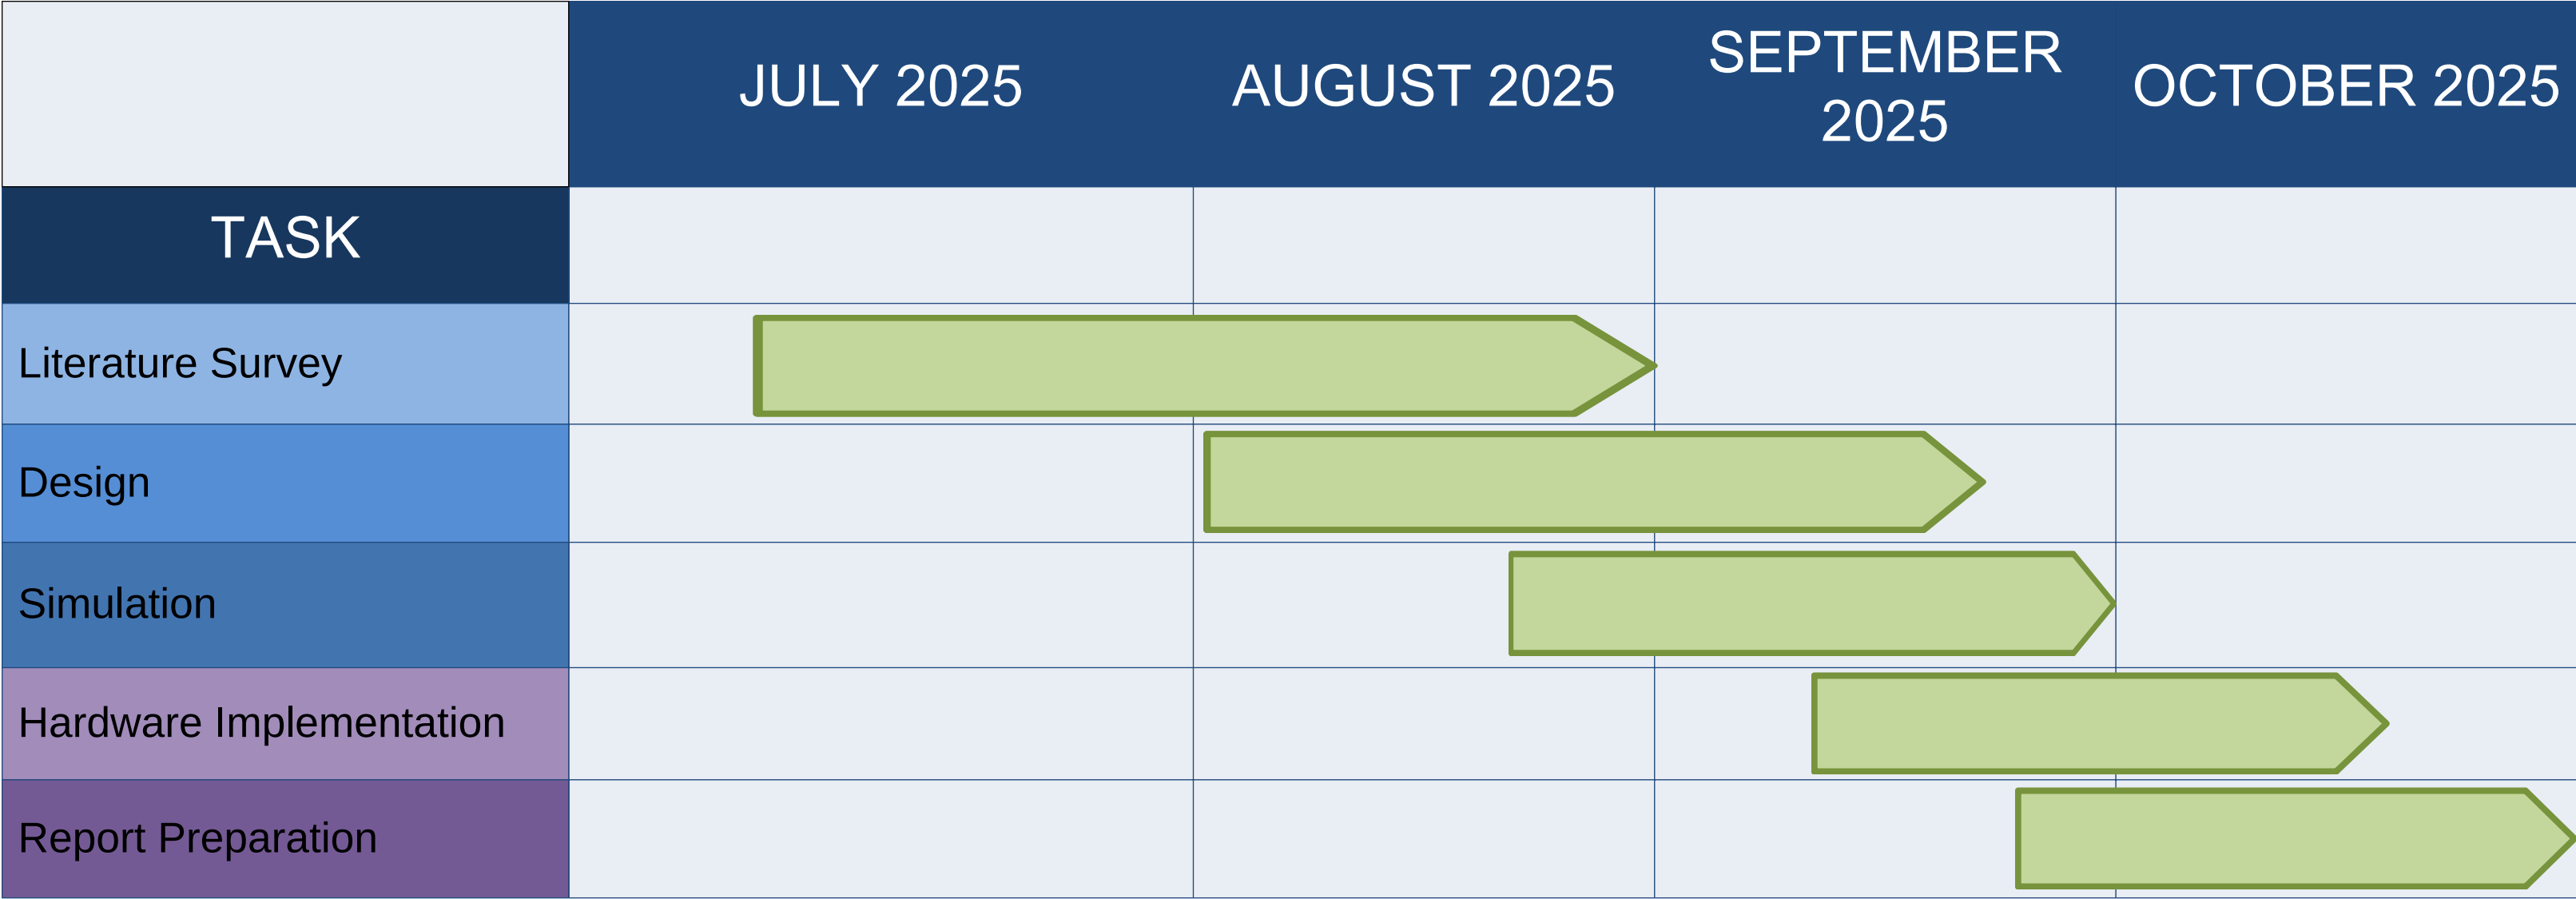 JULY 2025
AUGUST 2025
SEPTEMBER
2025
OCTOBER 2025
TASK
Literature Survey
Design
Simulation
Hardware Implementation
Report Preparation